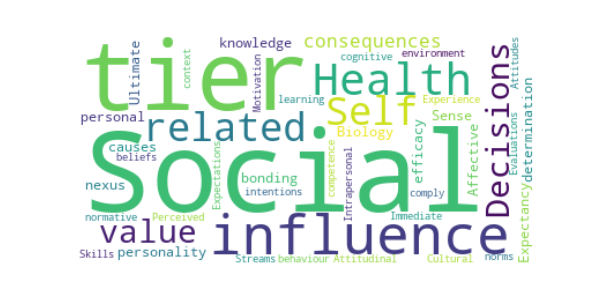 tier
Social
influence
Health
related
Self
value
Decisions
consequences
knowledge
cognitive
environment
Attitudes
Ultimate
context
Motivation
learning
Experience
personal
Biology
Sense
determination
Evaluations
causes
beliefs
Expectations
bonding
intentions
competence
Intrapersonal
efficacy
comply
Affective
Expectancy
nexus
normative
Perceived
Immediate
Skills
personality
Streams
behaviour
Attitudinal
Cultural
norms